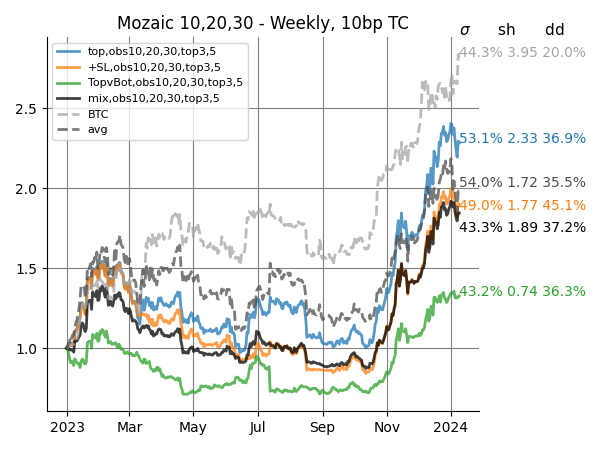 Mozaic 10,20,30 - Weekly, 10bp TC
σ sh dd
top,obs10,20,30,top3,5
+SL,obs10,20,30,top3,5
TopvBot,obs10,20,30,top3,5
mix,obs10,20,30,top3,5
BTC
avg
44.3% 3.95 20.0%
53.1% 2.33 36.9%
54.0% 1.72 35.5%
49.0% 1.77 45.1%
43.3% 1.89 37.2%
43.2% 0.74 36.3%
2.5
2.0
1.5
1.0
2023 Mar May Jul Sep Nov 2024